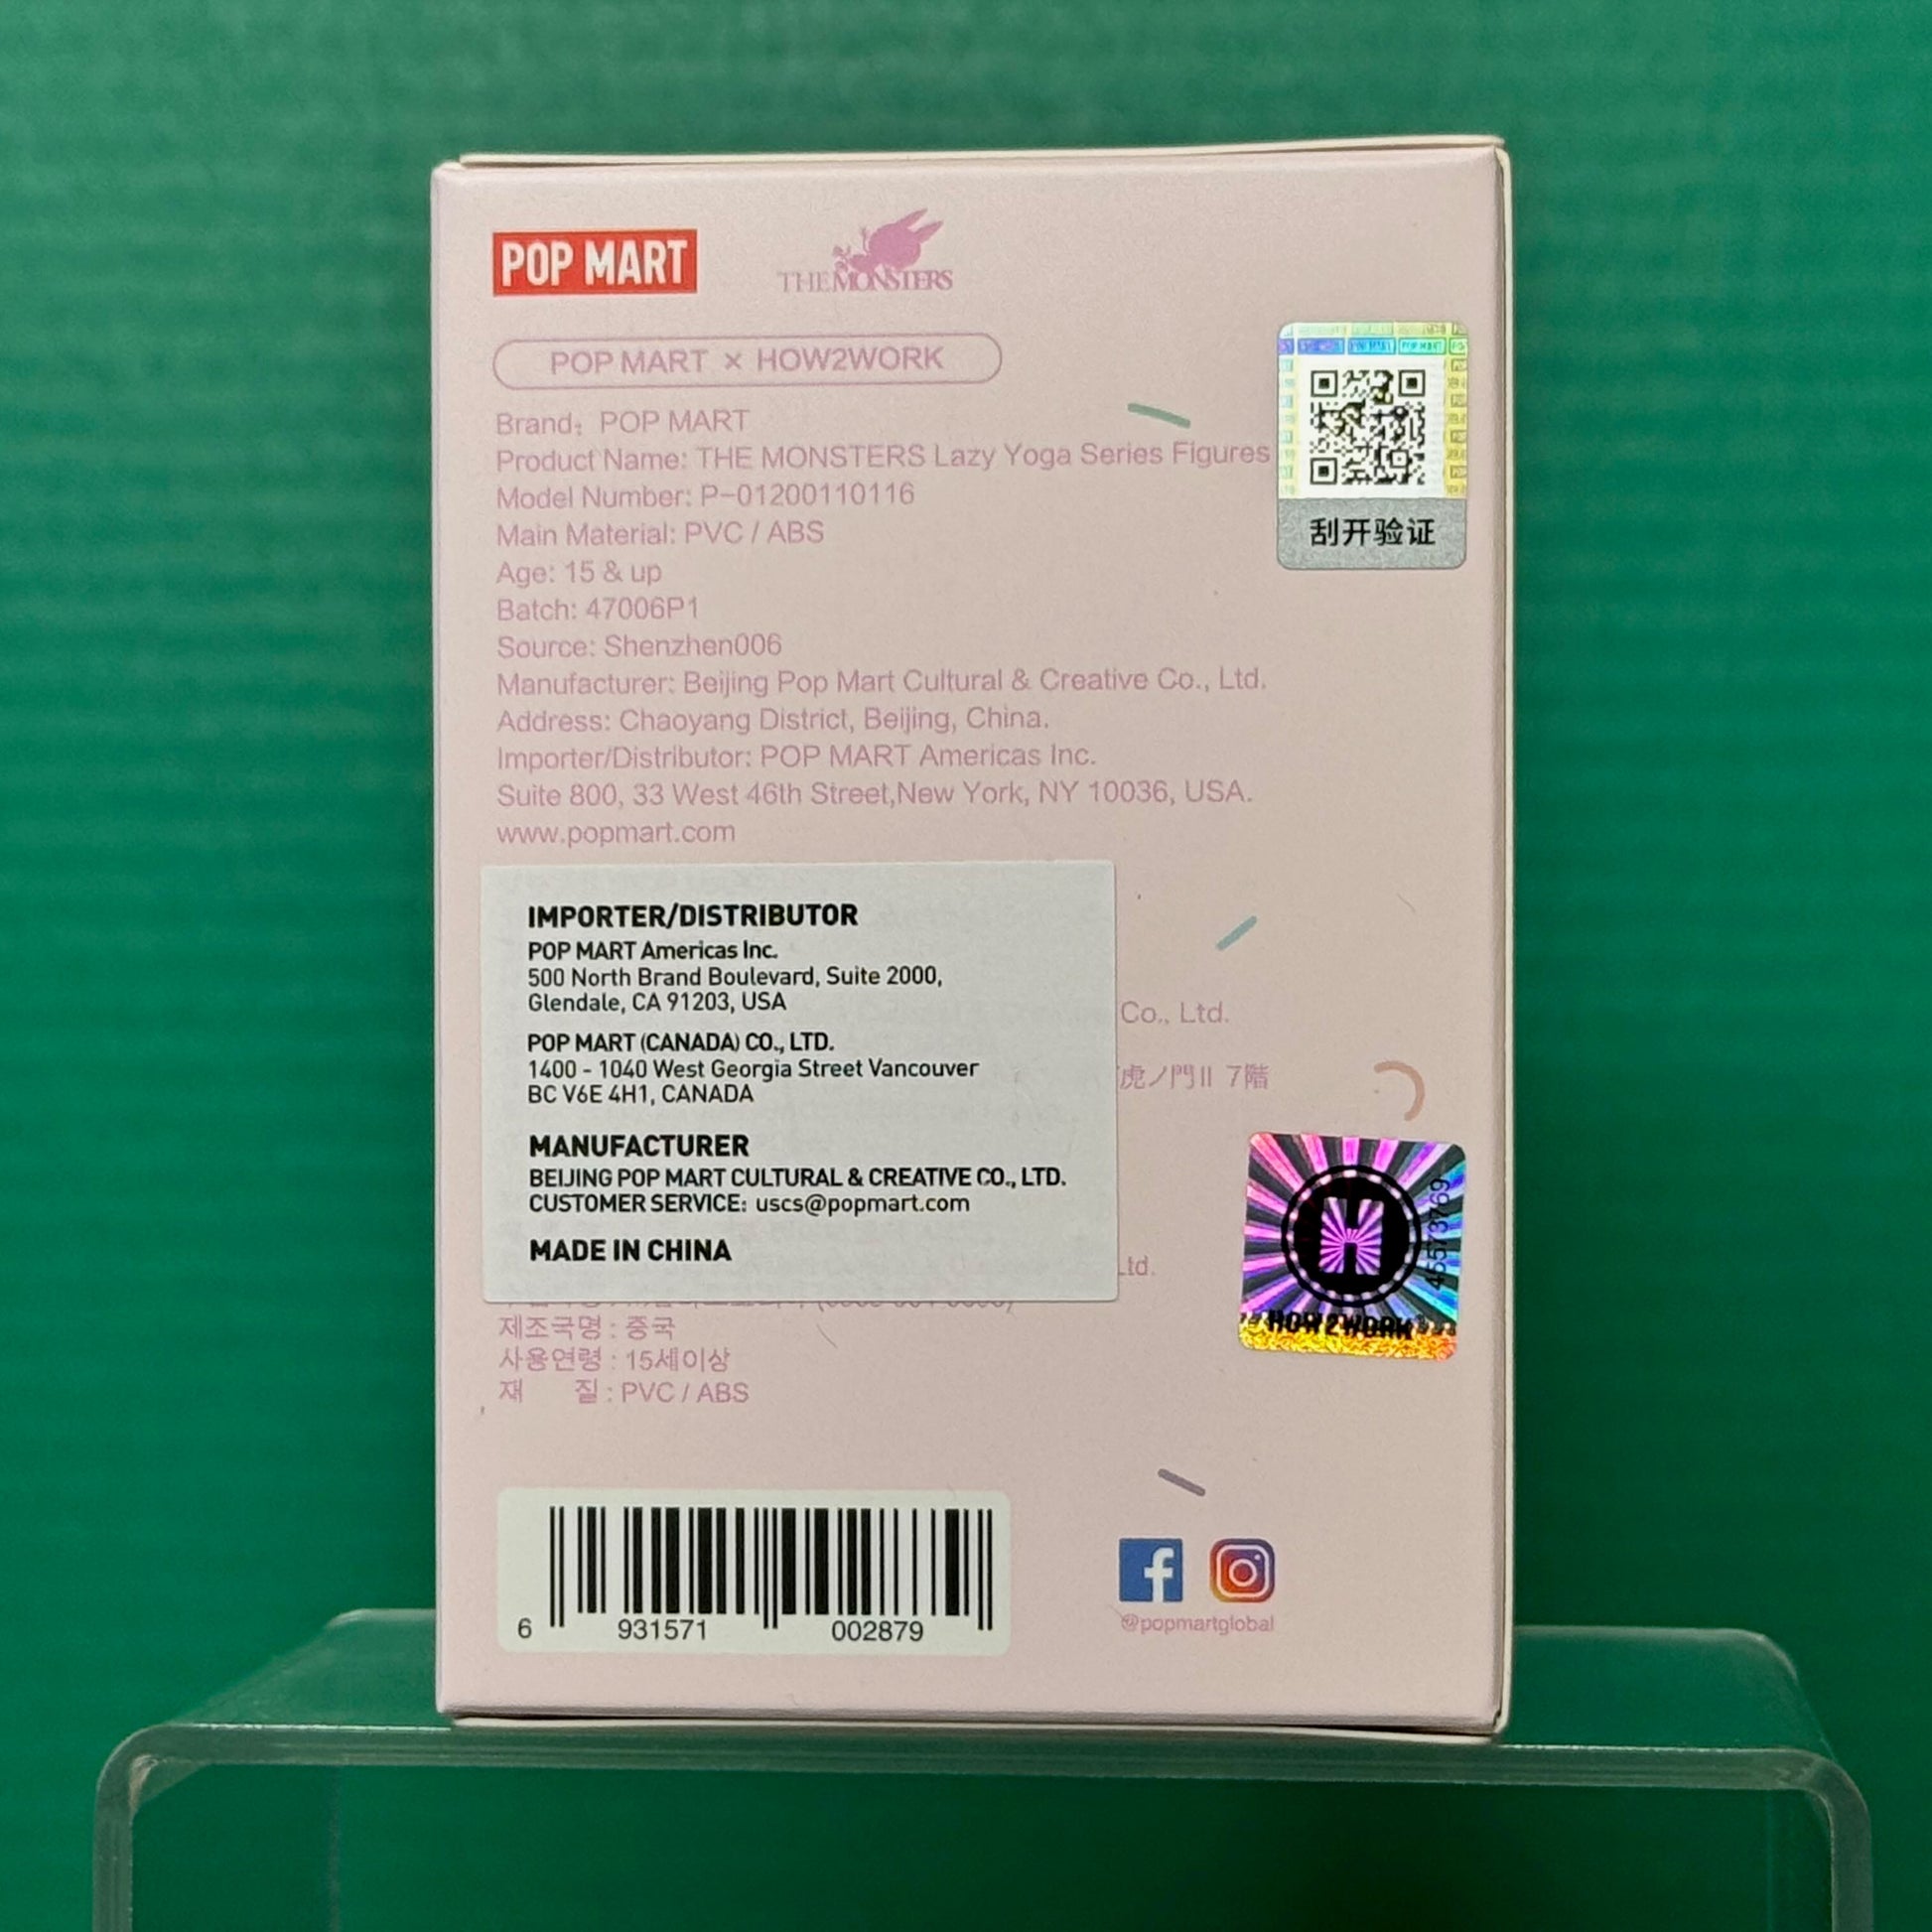 POP MART
THE MONSTERS
POP MART × HOW2WORK
Brand: POP MART
Product Name: THE MONSTERS Lazy Yoga Series Figures
Model Number: P-01200110116
Main Material: PVC / ABS
Age: 15 & up
Batch: 47006P1
Source: Shenzhen006
Manufacturer: Beijing Pop Mart Cultural & Creative Co., Ltd.
Address: Chaoyang District, Beijing, China.
Importer/Distributor: POP MART Americas Inc.
Suite 800, 33 West 46th Street,New York, NY 10036, USA.
www.popmart.com
POP MART POP MART
刮开验证
IMPORTER/DISTRIBUTOR
POP MART Americas Inc.
500 North Brand Boulevard, Suite 2000,
Glendale, CA 91203, USA
POP MART (CANADA) CO., LTD.
1400 - 1040 West Georgia Street Vancouver
BC V6E 4H1, CANADA
MANUFACTURER
BEIJING POP MART CULTURAL & CREATIVE CO., LTD.
CUSTOMER SERVICE: uscs@popmart.com
MADE IN CHINA
Co., Ltd.
虎ノ門II 7階
Ltd.
제조국명 : 중국
사용연령 : 15세이상
재 질 : PVC / ABS
H
45573769
HOW2WORK
6 931571 002879
@popmartglobal